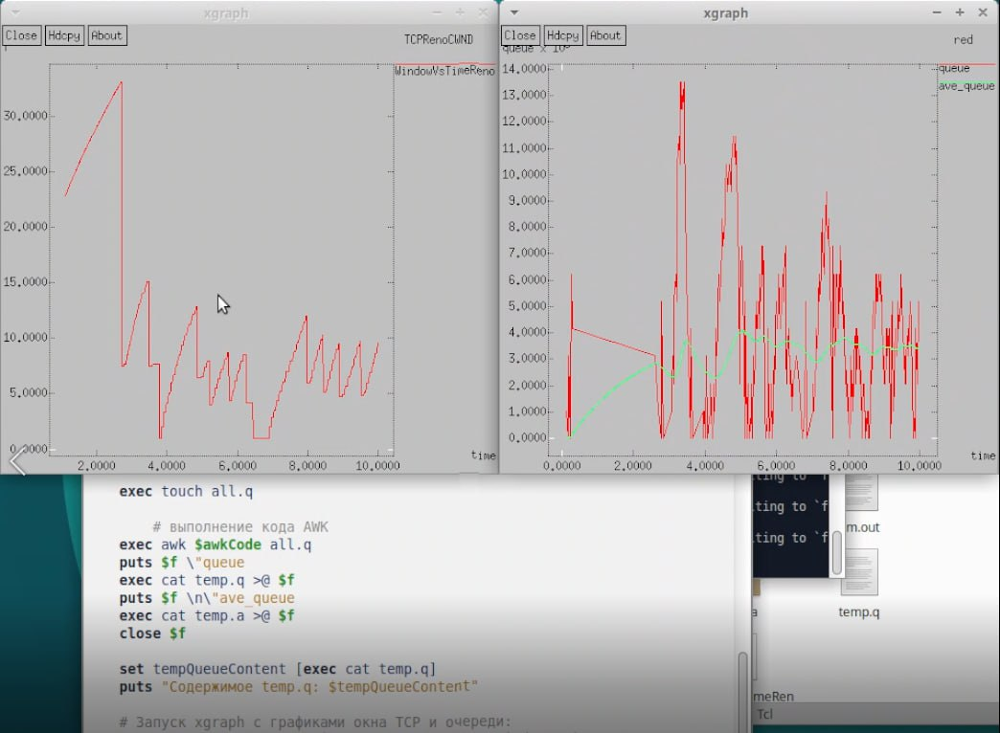 xgraph
Close Hdcpy About
TCPRenoCWND
WindowVsTimeReno
30,0000
25,0000
20,0000
15,0000
10,0000
5,0000
0,0000
time
2,0000 4,0000 6,0000 8,0000 10,0000
xgraph
Close Hdcpy About
red
queue x 10³
queue
ave_queue
14,0000
13,0000
12,0000
11,0000
10,0000
9,0000
8,0000
7,0000
6,0000
5,0000
4,0000
3,0000
2,0000
1,0000
0,0000
time
0,0000 2,0000 4,0000 6,0000 8,0000 10,0000
exec touch all.q
# выполнение кода AWK
exec awk $awkCode all.q
puts $f \"queue
exec cat temp.q >@ $f
puts $f \n\"ave_queue
exec cat temp.a >@ $f
close $f
set tempQueueContent [exec cat temp.q]
puts "Содержимое temp.q: $tempQueueContent"
# Запуск xgraph с графиками окна TCP и очереди:
ting to `f
ting to `f
ting to `f
m.out
temp.q
a
meRen
Tcl